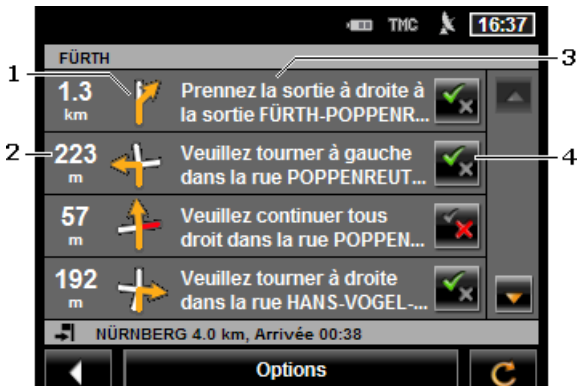 TMC 16:37
FÜRTH
1 3
1.3 Prennez la sortie à droite à
km la sortie FÜRTH-POPPENR...
2 223 Veuillez tourner à gauche 4
m dans la rue POPPENREUT...
57 Veuillez continuer tous
m droit dans la rue POPPEN...
192 Veuillez tourner à droite
m dans la rue HANS-VOGEL-...
NÜRNBERG 4.0 km, Arrivée 00:38
Options